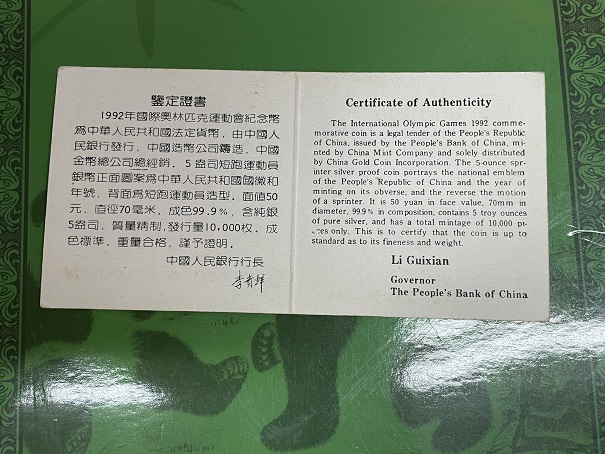 鑒定證書
1992年國際奧林匹克運動會紀念幣
爲中華人民共和國法定貨幣，由中國人
民銀行發行，中國造幣公司鑄造，中國
金幣總公司總經銷。5盎司短跑運動員
銀幣正面圖案爲中華人民共和國國徽和
年號，背面爲短跑運動員造型。面值50
元，直徑70毫米，成色99.9%，含純銀
5盎司，質量精制，發行量10,000枚。成
色標準，重量合格，謹予證明。
中國人民銀行行長
李貴鮮
Certificate of Authenticity
The International Olympic Games 1992 comme-
morative coin is a legal tender of the People's Republic
of China, issued by the People's Bank of China, mi-
nted by China Mint Company and solely distributed
by China Gold Coin Incorporation. The 5-ounce spr-
inter silver proof coin portrays the national emblem
of the People's Republic of China and the year of
minting on its obverse, and the reverse the motion
of a sprinter. It is 50 yuan in face value, 70mm in
diameter, 99.9% in composition, contains 5 troy ounces
of pure silver, and has a total mintage of 10,000 pi-
eces only. This is to certify that the coin is up to
standard as to its fineness and weight.
Li Guixian
Governor
The People's Bank of China